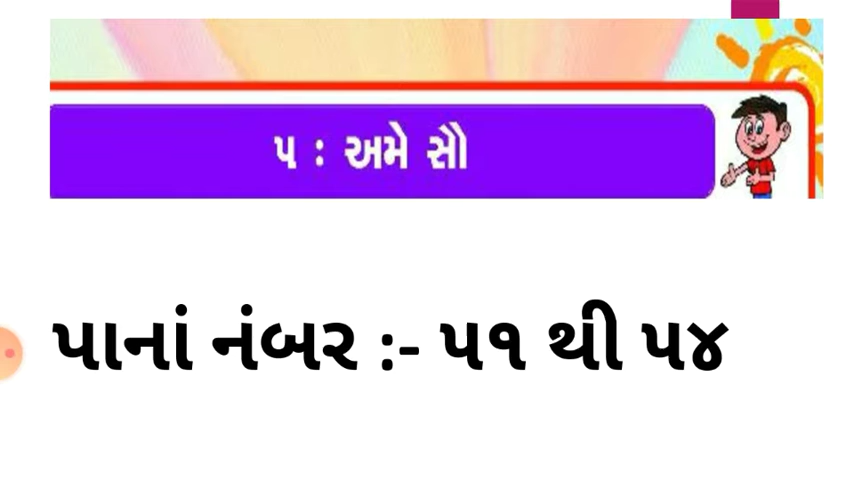 ૫ : અમે સૌ
પાનાં નંબર :- ૫૧ થી ૫૪